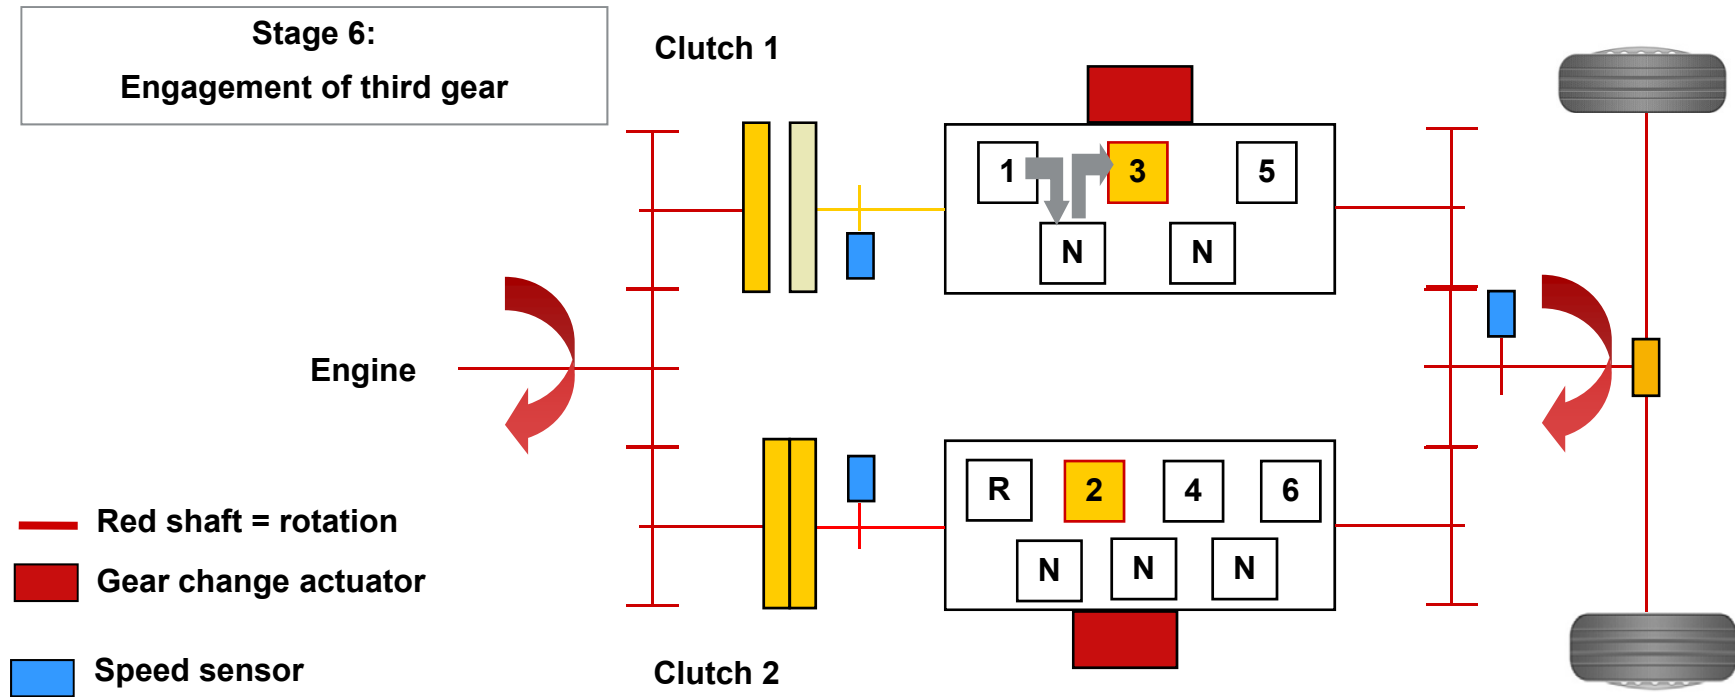 Stage 6:
Engagement of third gear
Clutch 1
1
3
5
N
N
Engine
R
2
4
6
N
N
N
Red shaft = rotation
Gear change actuator
Speed sensor
Clutch 2